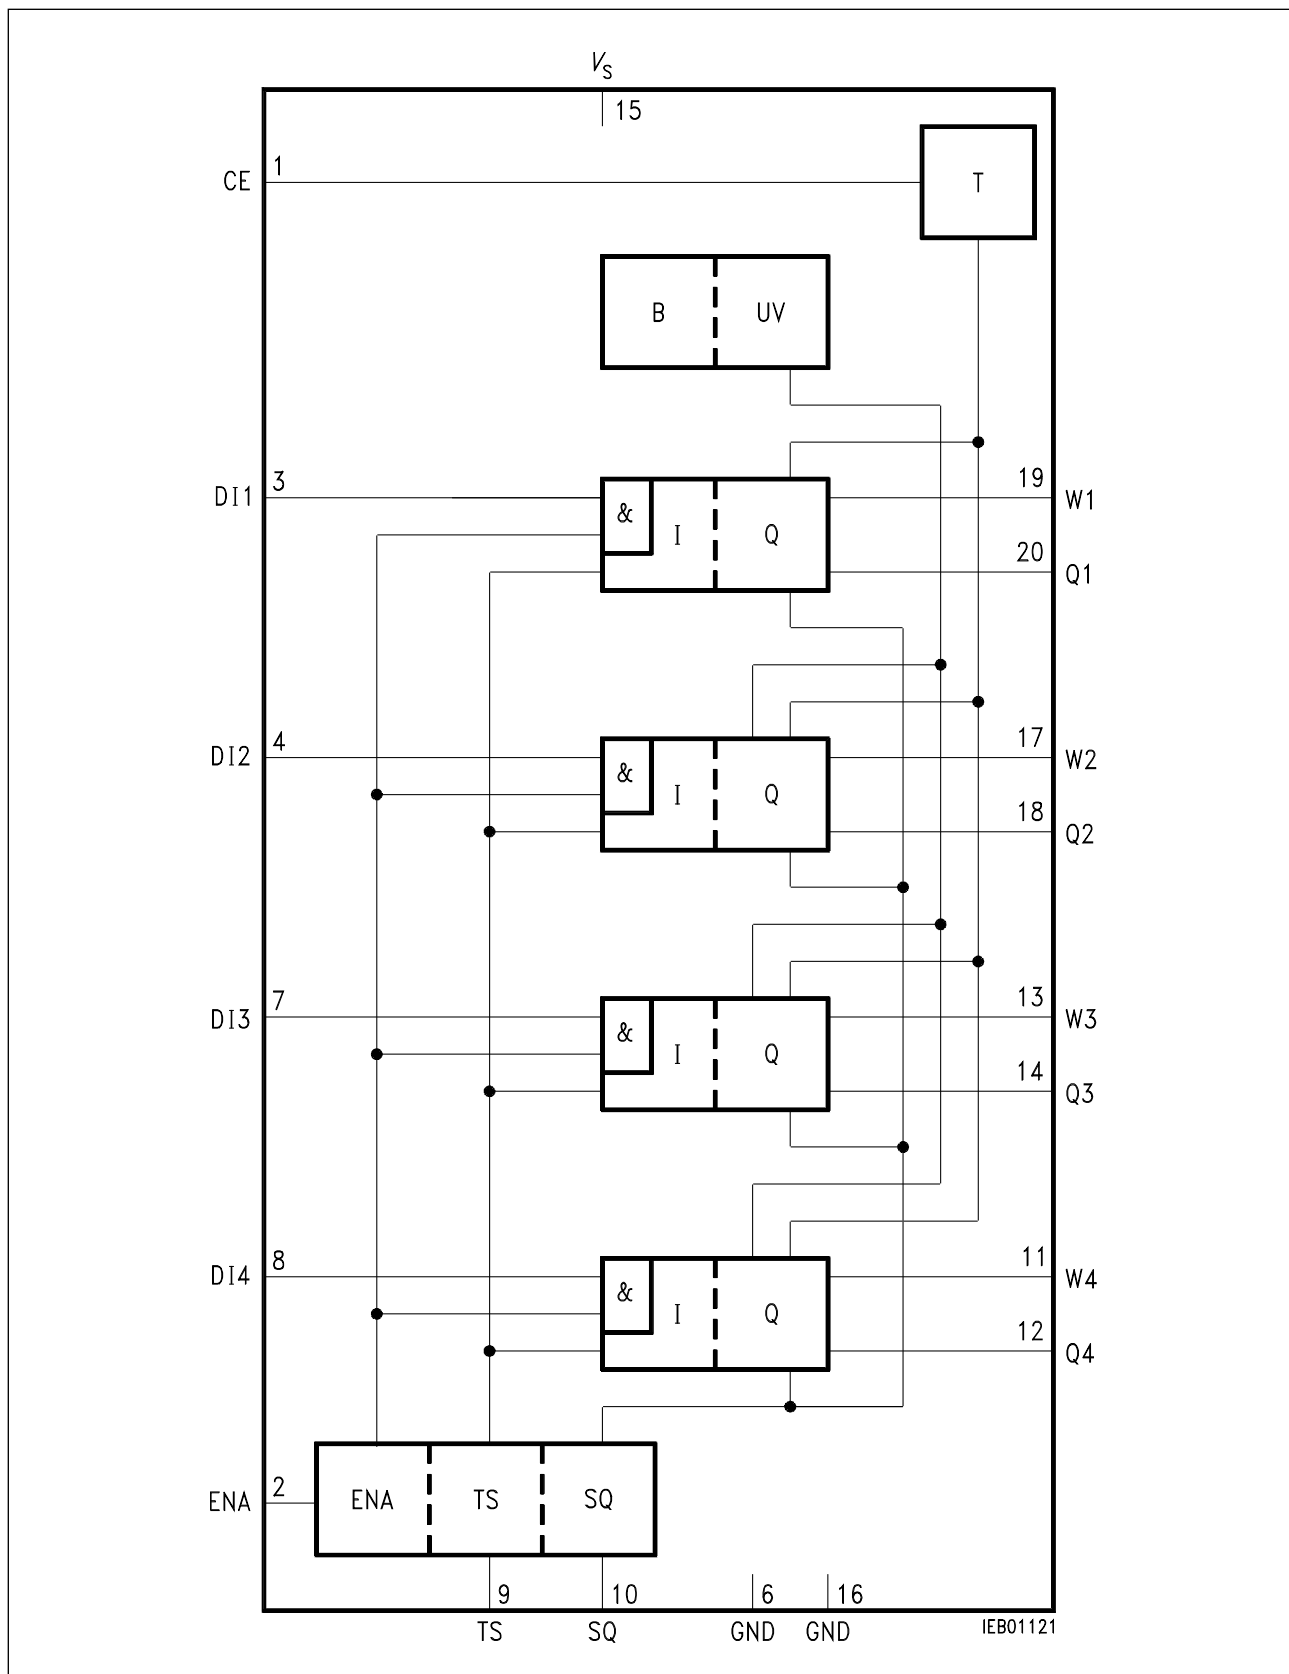 VS
15
1
CE
T
B
UV
3
DI1
&
I
Q
19
W1
20
Q1
4
DI2
&
I
Q
17
W2
18
Q2
7
DI3
&
I
Q
13
W3
14
Q3
8
DI4
&
I
Q
11
W4
12
Q4
2
ENA
ENA
TS
SQ
9
10
6
16
TS
SQ
GND
GND
IEB01121